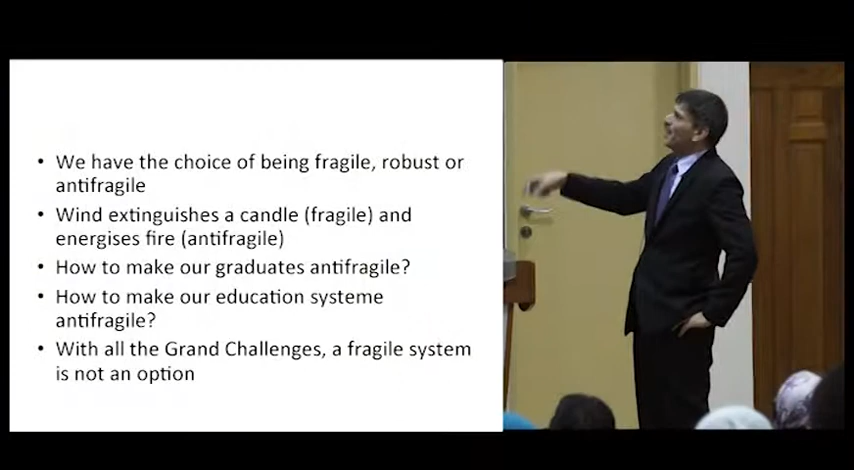 • We have the choice of being fragile, robust or
antifragile
• Wind extinguishes a candle (fragile) and
energises fire (antifragile)
• How to make our graduates antifragile?
• How to make our education systeme
antifragile?
• With all the Grand Challenges, a fragile system
is not an option